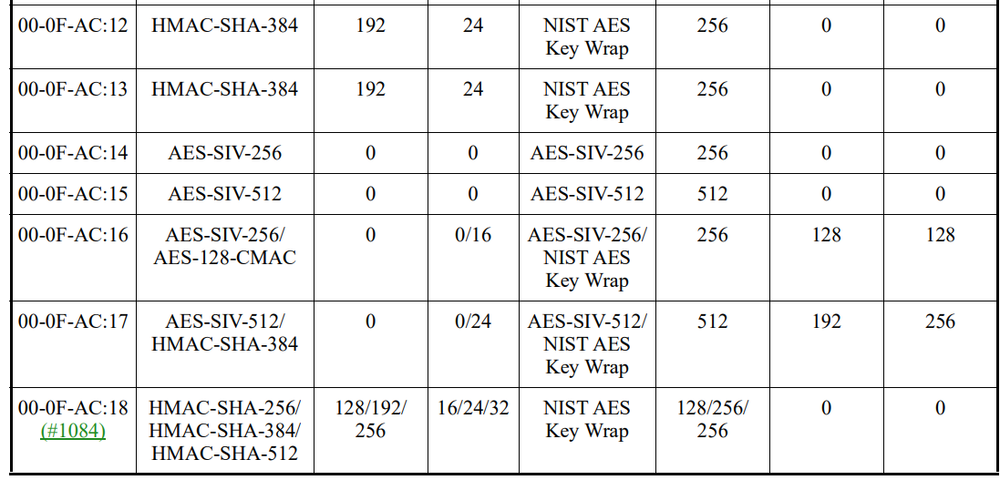 00-0F-AC:12 HMAC-SHA-384 192 24 NIST AES 256 0 0
Key Wrap
00-0F-AC:13 HMAC-SHA-384 192 24 NIST AES 256 0 0
Key Wrap
00-0F-AC:14 AES-SIV-256 0 0 AES-SIV-256 256 0 0
00-0F-AC:15 AES-SIV-512 0 0 AES-SIV-512 512 0 0
00-0F-AC:16 AES-SIV-256/ 0 0/16 AES-SIV-256/ 256 128 128
AES-128-CMAC NIST AES
Key Wrap
00-0F-AC:17 AES-SIV-512/ 0 0/24 AES-SIV-512/ 512 192 256
HMAC-SHA-384 NIST AES
Key Wrap
00-0F-AC:18 HMAC-SHA-256/ 128/192/ 16/24/32 NIST AES 128/256/ 0 0
(#1084) HMAC-SHA-384/ 256 Key Wrap 256
HMAC-SHA-512